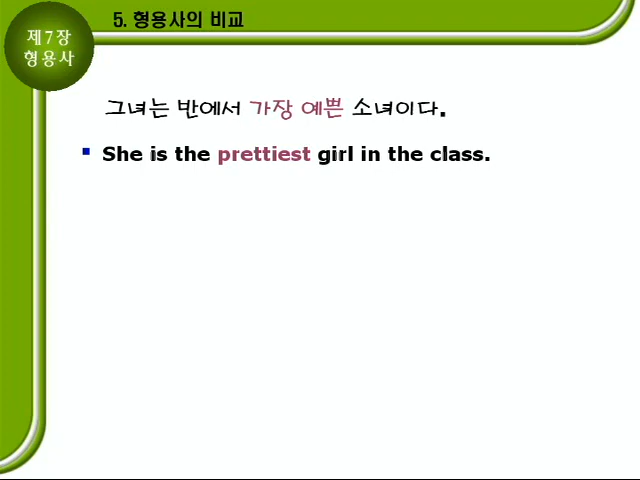 5. 형용사의 비교
제7장
형용사
그녀는 반에서 가장 예쁜 소녀이다.
She is the prettiest girl in the class.